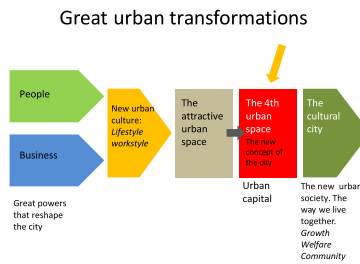 Great urban transformations
People
Business
Great powers
that reshape
the city
New urban
culture:
Lifestyle
workstyle
The
attractive
urban
space
The 4th
urban
space
The new
concept of
the city
Urban
capital
The
cultural
city
The new urban
society. The
way we live
together.
Growth
Welfare
Community